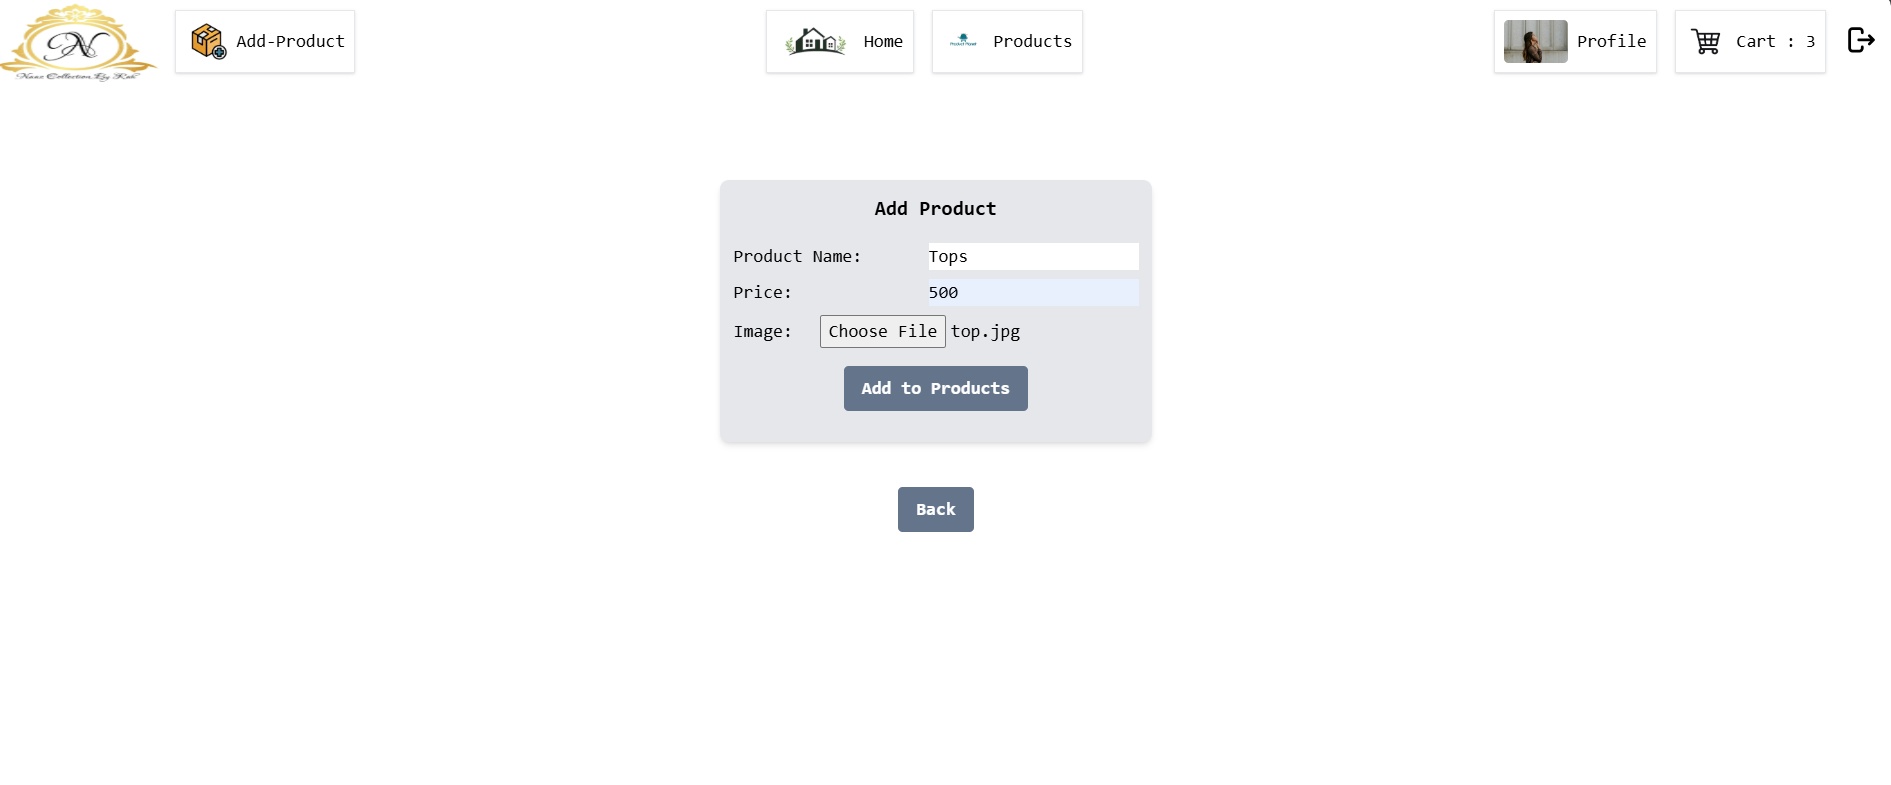 Add-Product
Home
Products
Profile
Cart : 3
Add Product
Product Name: Tops
Price: 500
Image: Choose File top.jpg
Add to Products
Back